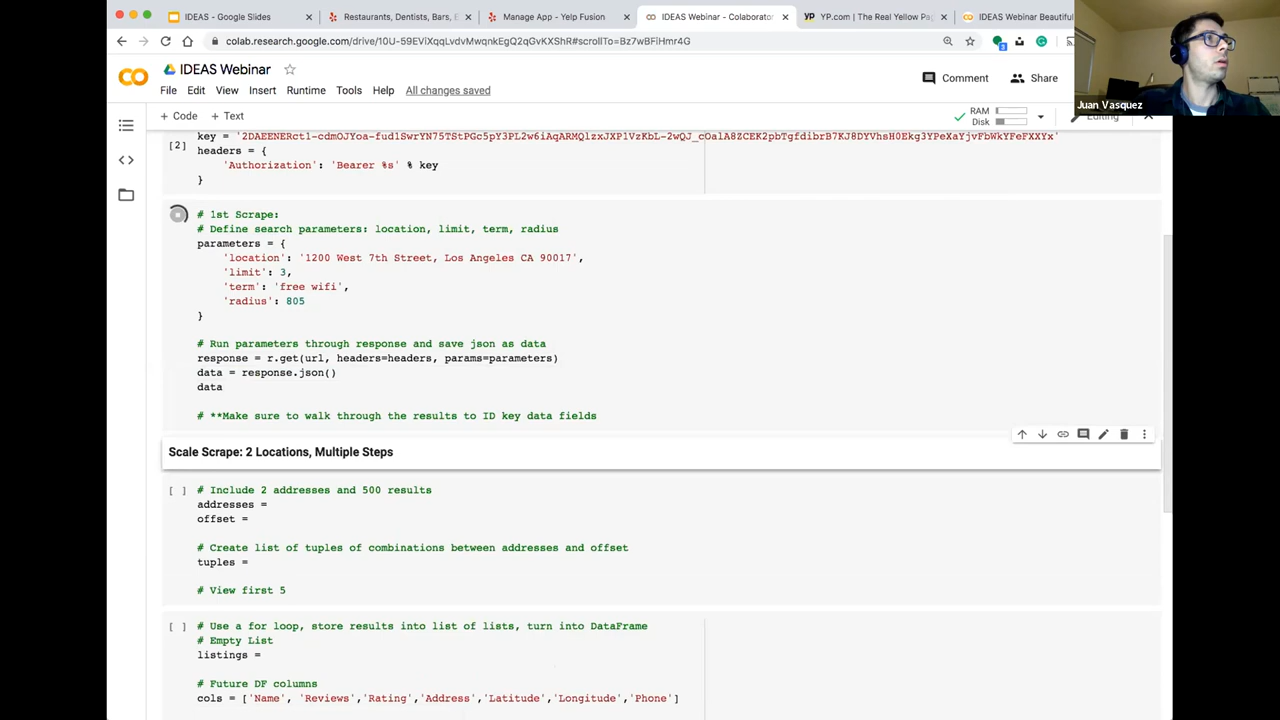 IDEAS - Google Slides
Restaurants, Dentists, Bars, E
Manage App - Yelp Fusion
IDEAS Webinar - Colaborato
YP.com | The Real Yellow Pa
IDEAS Webinar Beautiful
colab.research.google.com/drive/
IDEAS Webinar
Comment
Share
File Edit View Insert Runtime Tools Help All changes saved
+ Code + Text
RAM
Disk
Editing
Juan Vasquez
key =
[2]
headers = {
'Authorization': 'Bearer %s' % key
}
# 1st Scrape:
# Define search parameters: location, limit, term, radius
parameters = {
'location': '1200 West 7th Street, Los Angeles CA 90017',
'limit': 3,
'term': 'free wifi',
'radius': 805
}
# Run parameters through response and save json as data
response = r.get(url, headers=headers, params=parameters)
data = response.json()
data
# **Make sure to walk through the results to ID key data fields
Scale Scrape: 2 Locations, Multiple Steps
[ ]
# Include 2 addresses and 500 results
addresses =
offset =
# Create list of tuples of combinations between addresses and offset
tuples =
# View first 5
[ ]
# Use a for loop, store results into list of lists, turn into DataFrame
# Empty List
listings =
# Future DF columns
cols = ['Name', 'Reviews','Rating','Address','Latitude','Longitude','Phone']